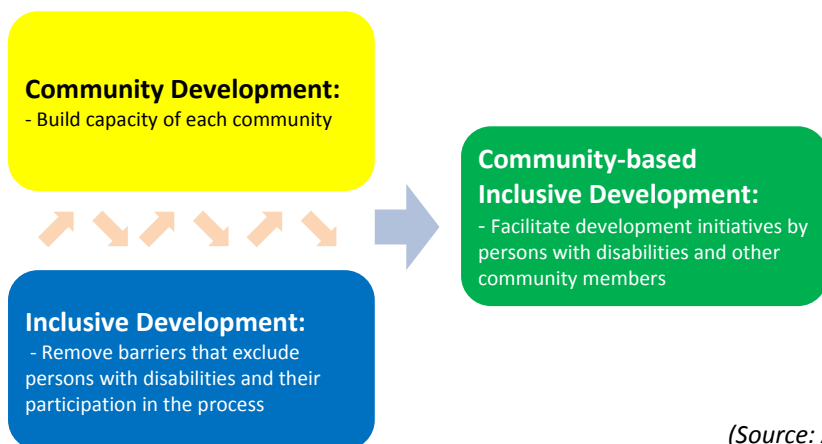 Community Development:
- Build capacity of each community
Inclusive Development:
- Remove barriers that exclude
persons with disabilities and their
participation in the process
Community-based
Inclusive Development:
- Facilitate development initiatives by
persons with disabilities and other
community members
(Source: